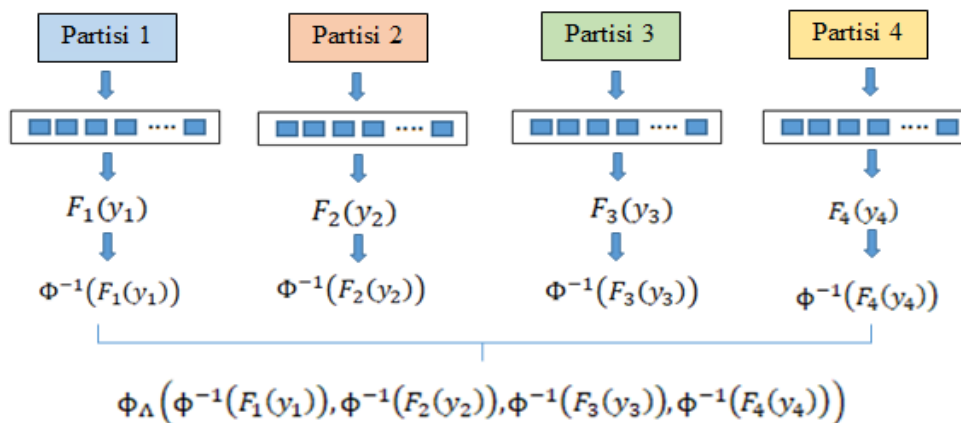 Partisi 1
Partisi 2
Partisi 3
Partisi 4
....
....
....
....
F₁(y₁)
F₂(y₂)
F₃(y₃)
F₄(y₄)
Φ⁻¹(F₁(y₁))
Φ⁻¹(F₂(y₂))
Φ⁻¹(F₃(y₃))
ϕ⁻¹(F₄(y₄))
ϕ_Λ(ϕ⁻¹(F₁(y₁)),ϕ⁻¹(F₂(y₂)),ϕ⁻¹(F₃(y₃)),ϕ⁻¹(F₄(y₄)))